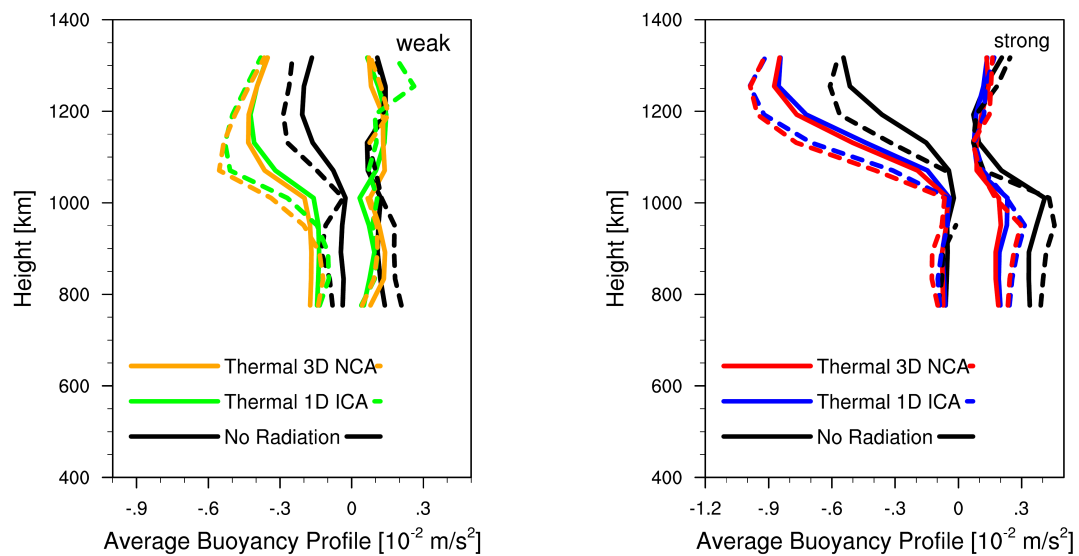 1400
1200
1000
800
600
400
Height [km]
weak
Thermal 3D NCA
Thermal 1D ICA
No Radiation
-.9 -.6 -.3 0 .3
Average Buoyancy Profile [10⁻² m/s²]
1400
1200
1000
800
600
400
Height [km]
strong
Thermal 3D NCA
Thermal 1D ICA
No Radiation
-1.2 -.9 -.6 -.3 0 .3
Average Buoyancy Profile [10⁻² m/s²]